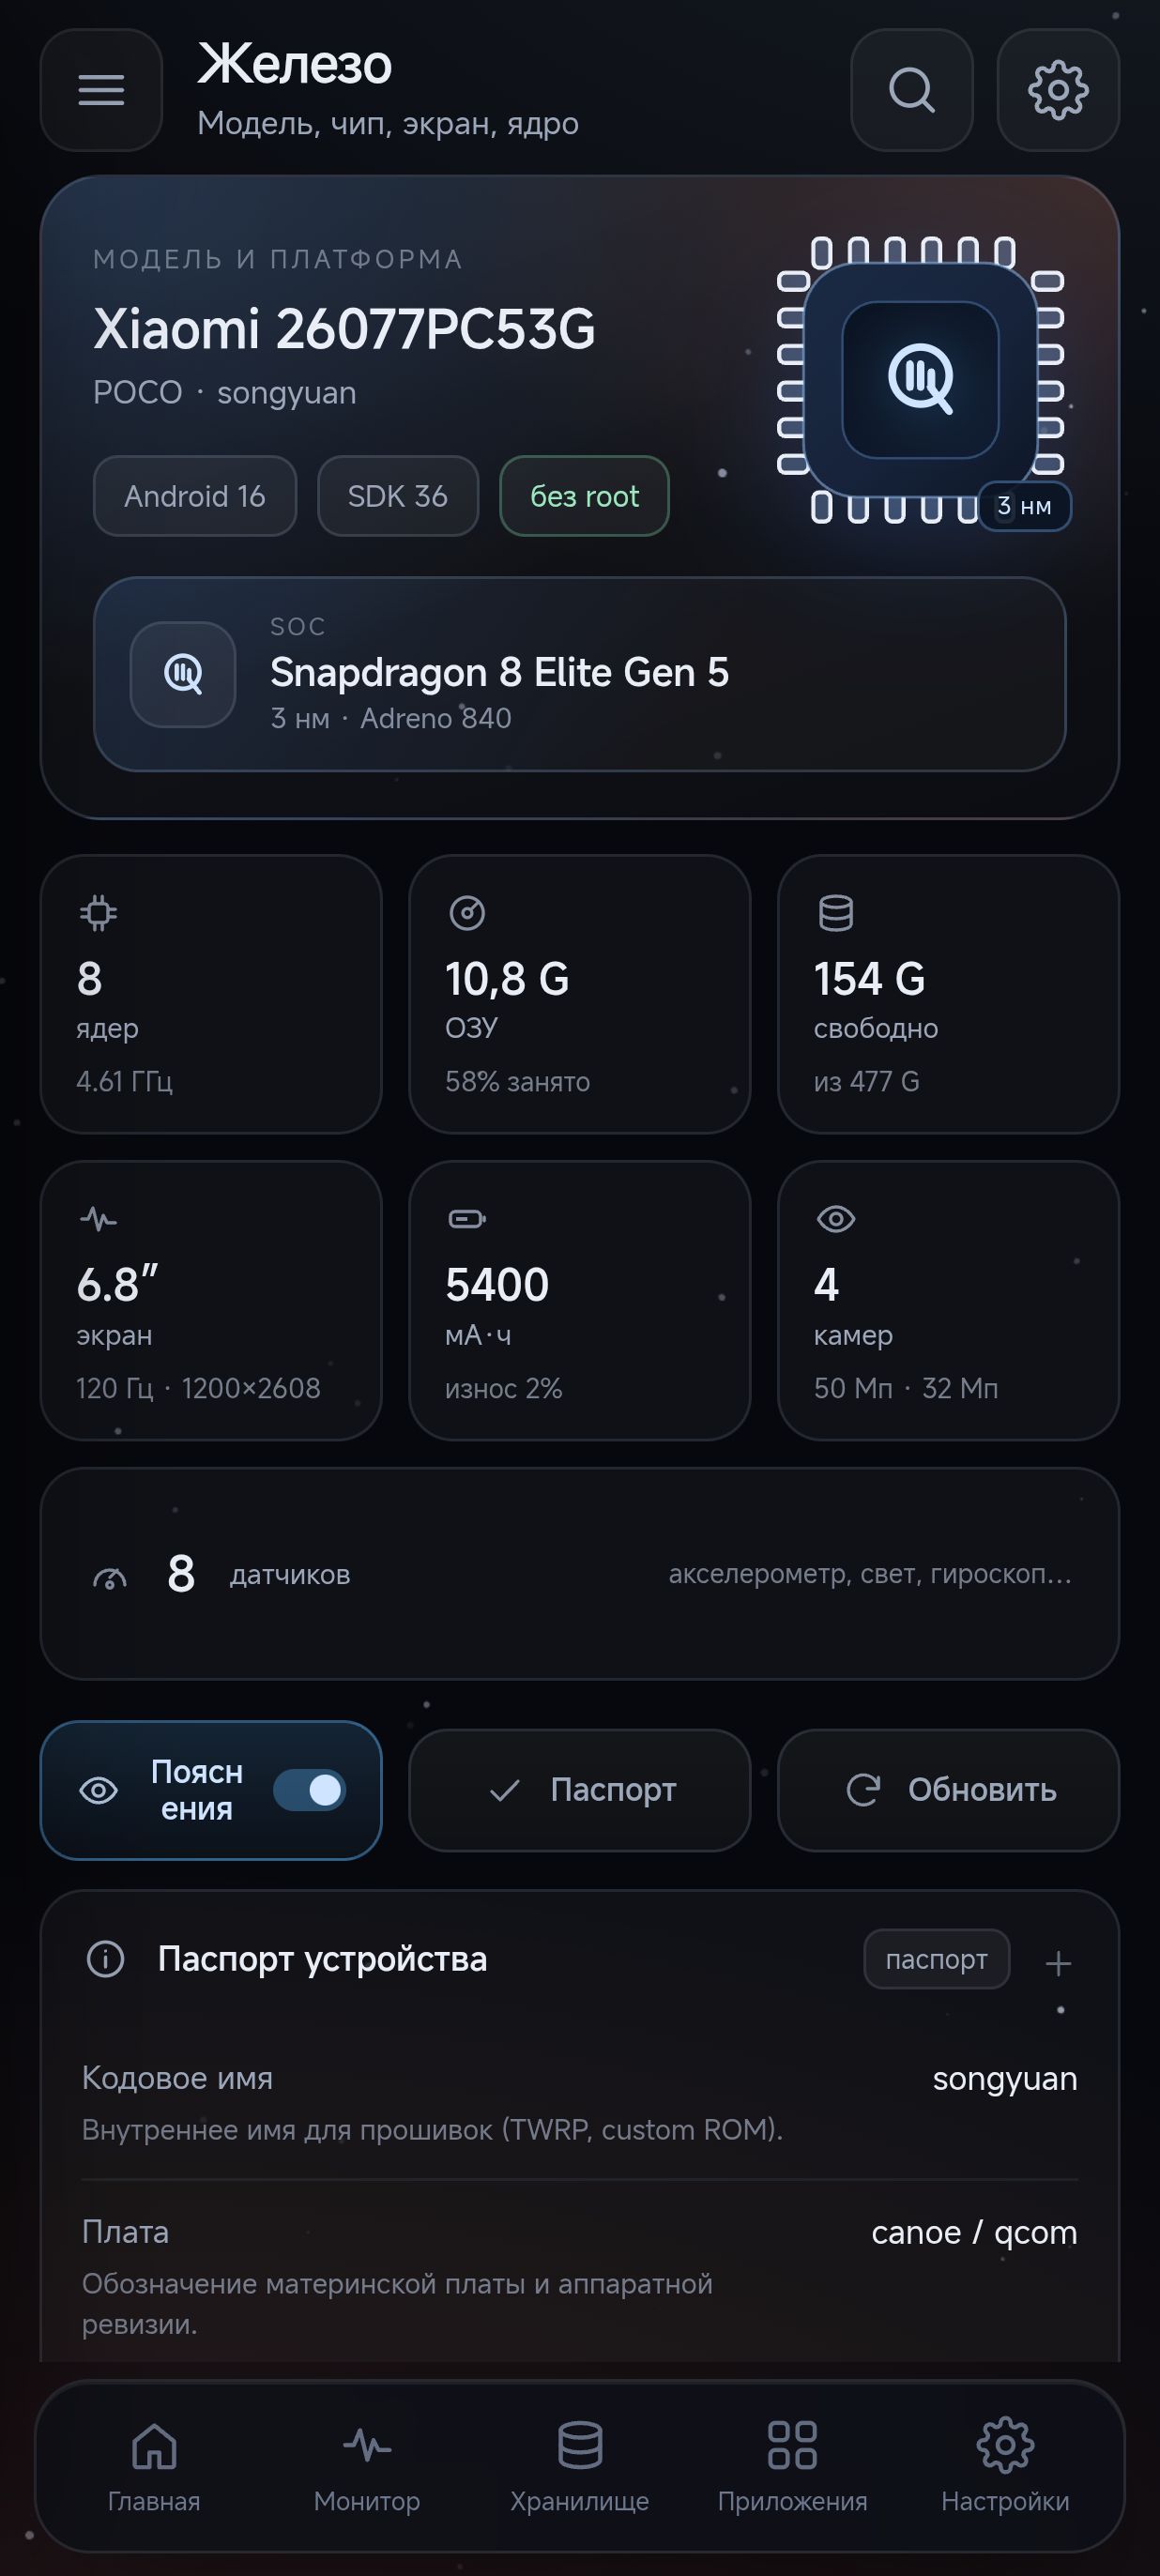 Железо
Модель, чип, экран, ядро
МОДЕЛЬ И ПЛАТФОРМА
Xiaomi 26077PC53G
POCO · songyuan
Android 16
SDK 36
без root
3 нм
SOC
Snapdragon 8 Elite Gen 5
3 нм · Adreno 840
8
ядер
4.61 ГГц
10,8 G
ОЗУ
58% занято
154 G
свободно
из 477 G
6.8″
экран
120 Гц · 1200×2608
5400
мА·ч
износ 2%
4
камер
50 Мп · 32 Мп
8 датчиков
акселерометр, свет, гироскоп…
Поясн
ения
Паспорт
Обновить
Паспорт устройства
паспорт
Кодовое имя
songyuan
Внутреннее имя для прошивок (TWRP, custom ROM).
Плата
canoe / qcom
Обозначение материнской платы и аппаратной
ревизии.
Главная
Монитор
Хранилище
Приложения
Настройки